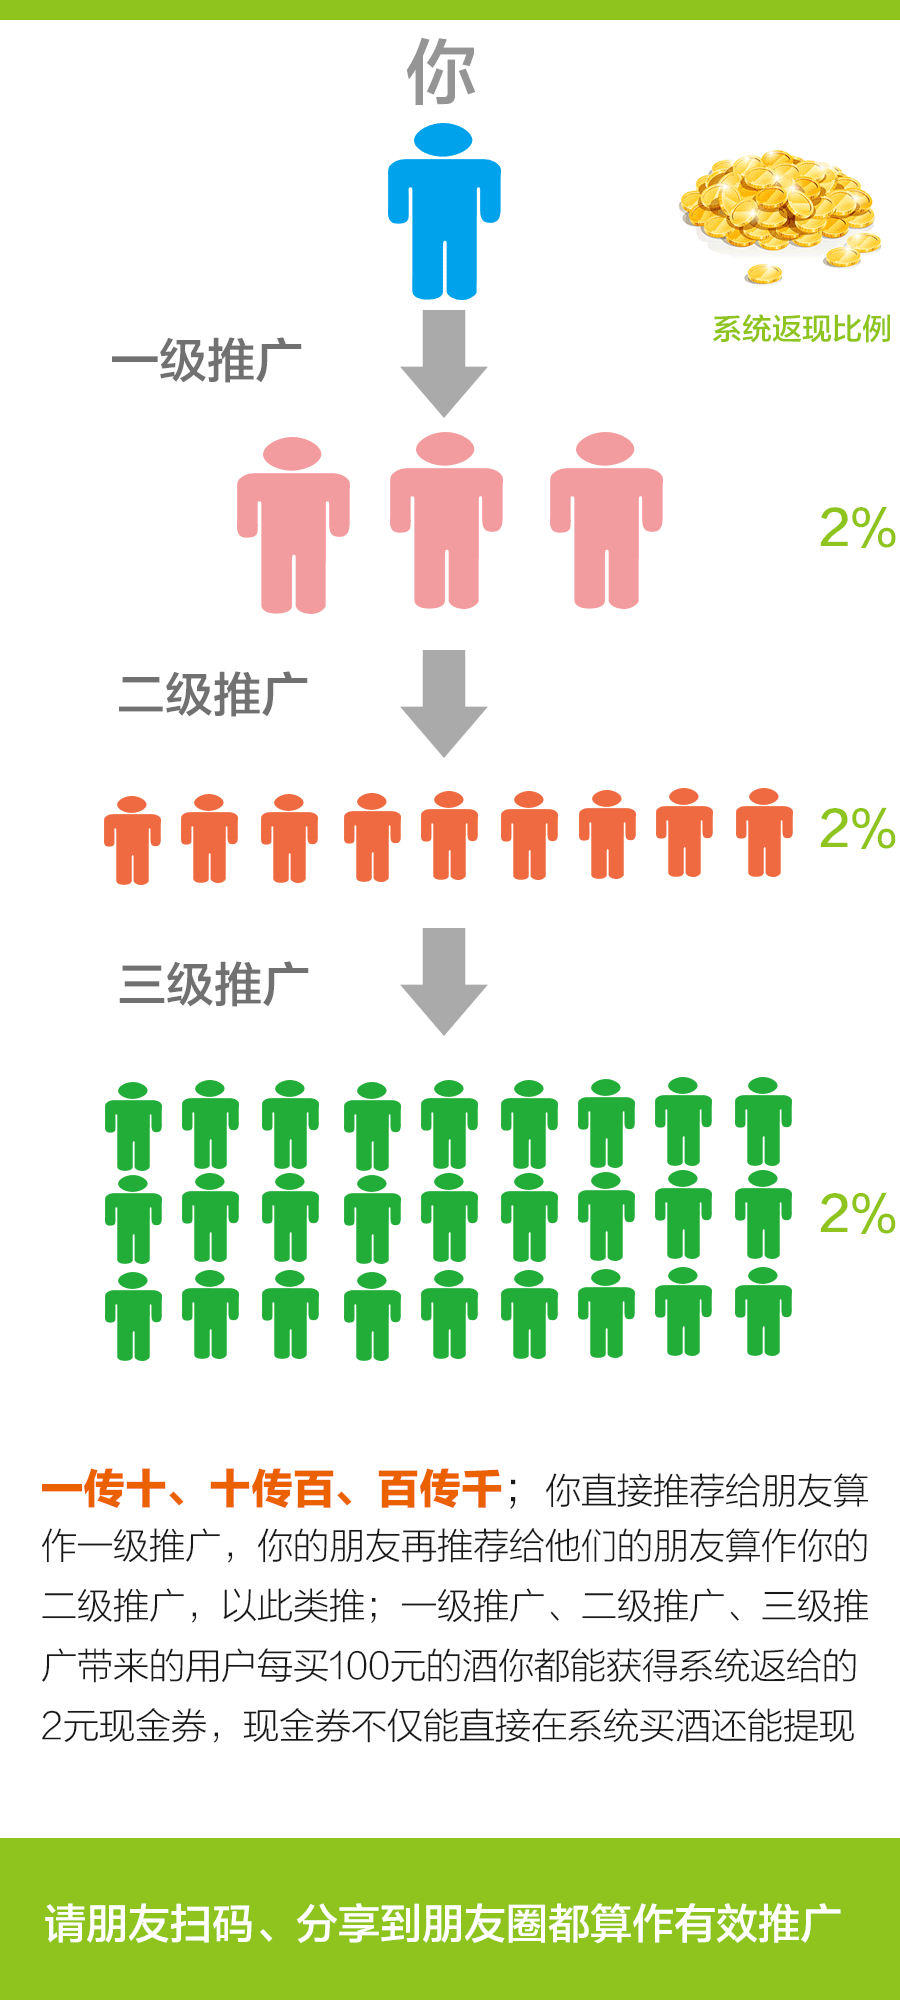 你
系统返现比例
一级推广
2%
二级推广
2%
三级推广
2%
一传十、十传百、百传千；你直接推荐给朋友算
作一级推广，你的朋友再推荐给他们的朋友算作你的
二级推广，以此类推；一级推广、二级推广、三级推
广带来的用户每买100元的酒你都能获得系统返给的
2元现金券，现金券不仅能直接在系统买酒还能提现
请朋友扫码、分享到朋友圈都算作有效推广